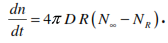 dn/dt = 4π D R (N∞ − N_R).